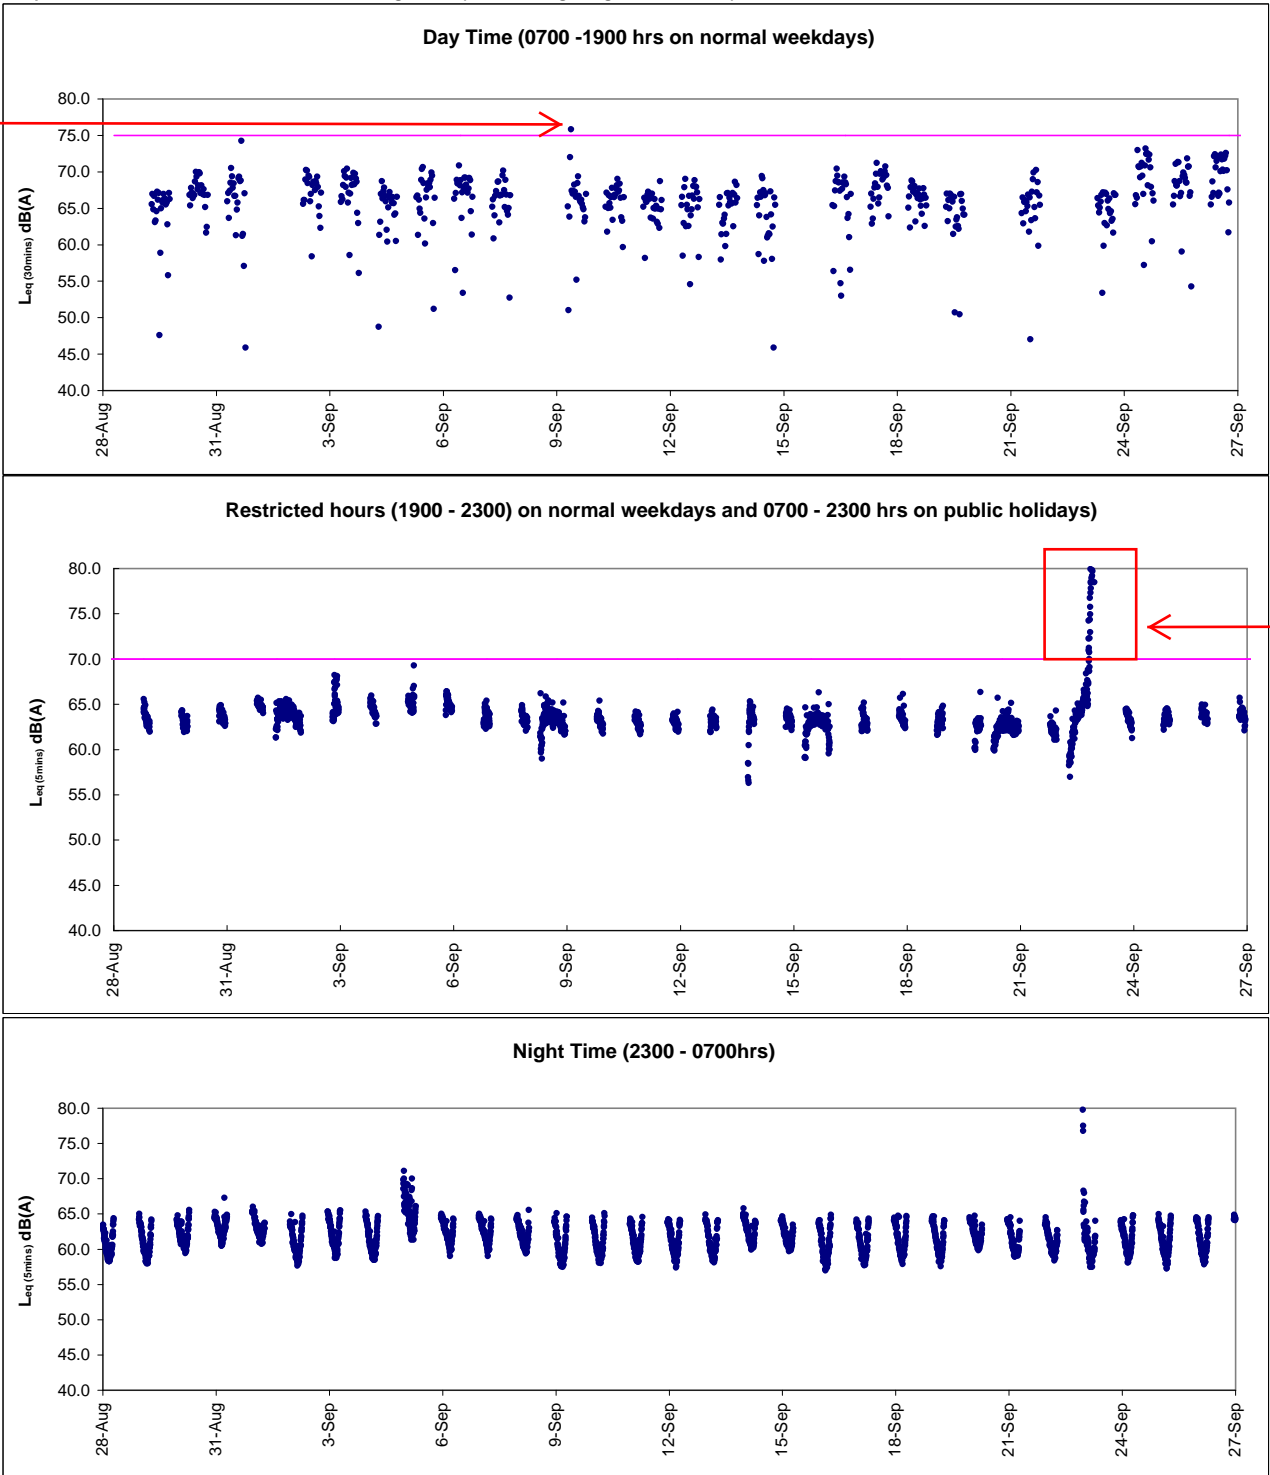 Day Time (0700 -1900 hrs on normal weekdays)
80.0
75.0
70.0
65.0
60.0
55.0
50.0
45.0
40.0
Leq (30mins) dB(A)
28-Aug
31-Aug
3-Sep
6-Sep
9-Sep
12-Sep
15-Sep
18-Sep
21-Sep
24-Sep
27-Sep
Restricted hours (1900 - 2300) on normal weekdays and 0700 - 2300 hrs on public holidays)
80.0
75.0
70.0
65.0
60.0
55.0
50.0
45.0
40.0
Leq (5mins) dB(A)
28-Aug
31-Aug
3-Sep
6-Sep
9-Sep
12-Sep
15-Sep
18-Sep
21-Sep
24-Sep
27-Sep
Night Time (2300 - 0700hrs)
80.0
75.0
70.0
65.0
60.0
55.0
50.0
45.0
40.0
Leq (5mins) dB(A)
28-Aug
31-Aug
3-Sep
6-Sep
9-Sep
12-Sep
15-Sep
18-Sep
21-Sep
24-Sep
27-Sep